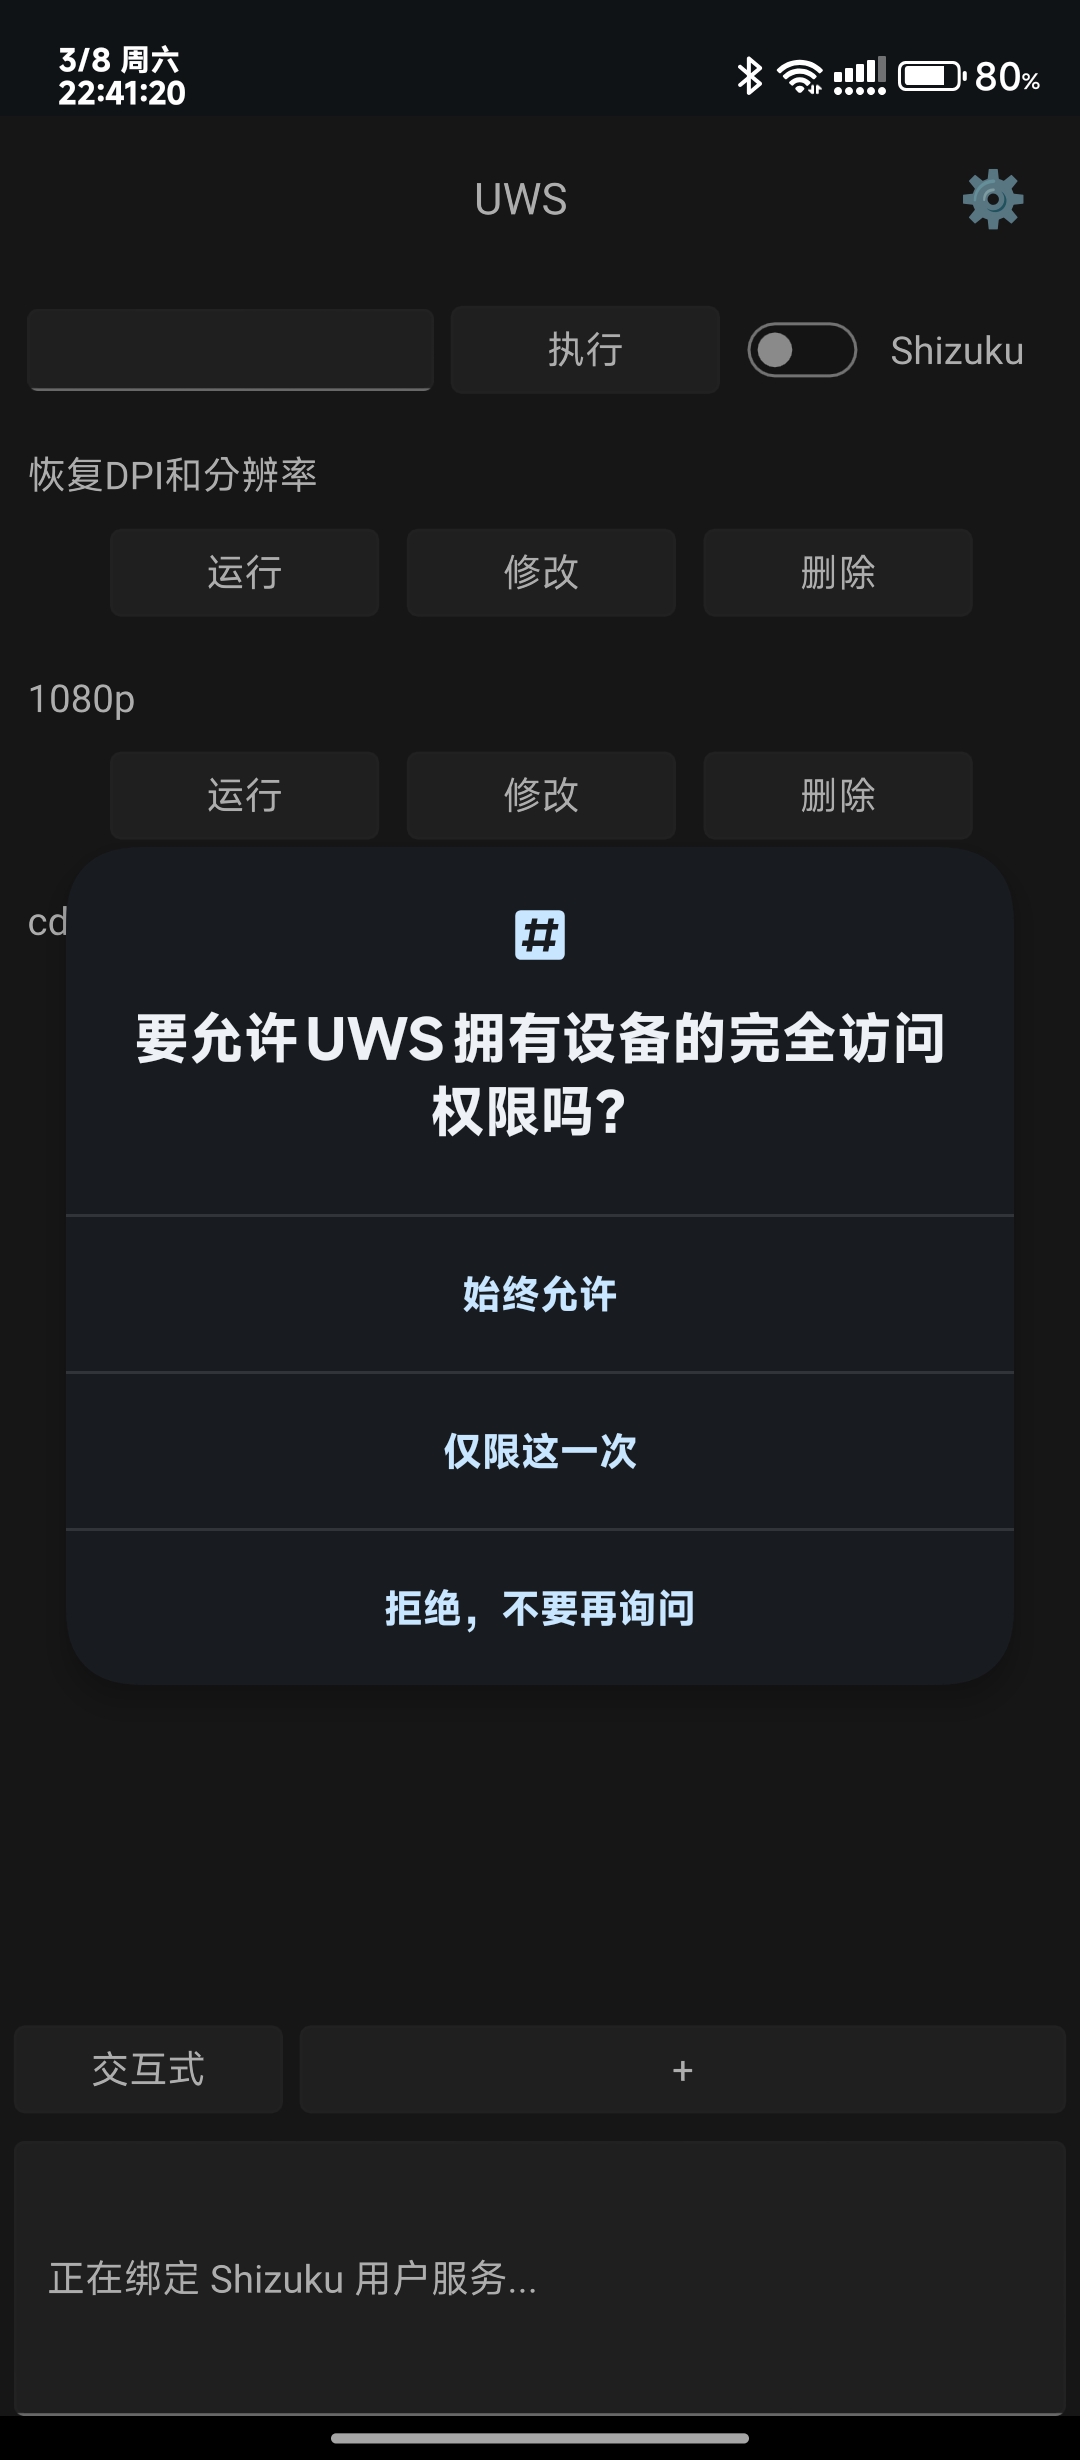 3/8 周六
22:41:20
80%
UWS
执行
Shizuku
恢复DPI和分辨率
运行
修改
删除
1080p
运行
修改
删除
cd
#
要允许 UWS 拥有设备的完全访问
权限吗?
始终允许
仅限这一次
拒绝，不要再询问
交互式
+
正在绑定 Shizuku 用户服务...